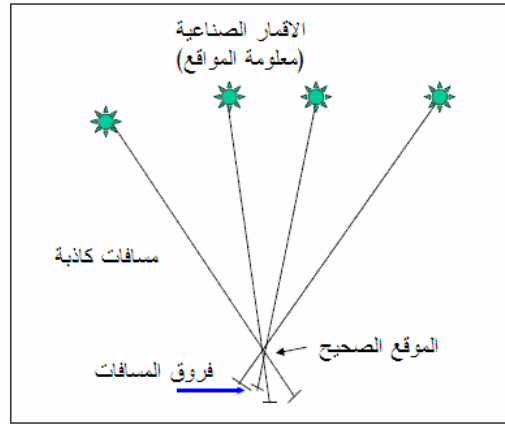 الاقمار الصناعية
(معلومة المواقع)
مسافات كاذبة
الموقع الصحيح
فروق المسافات